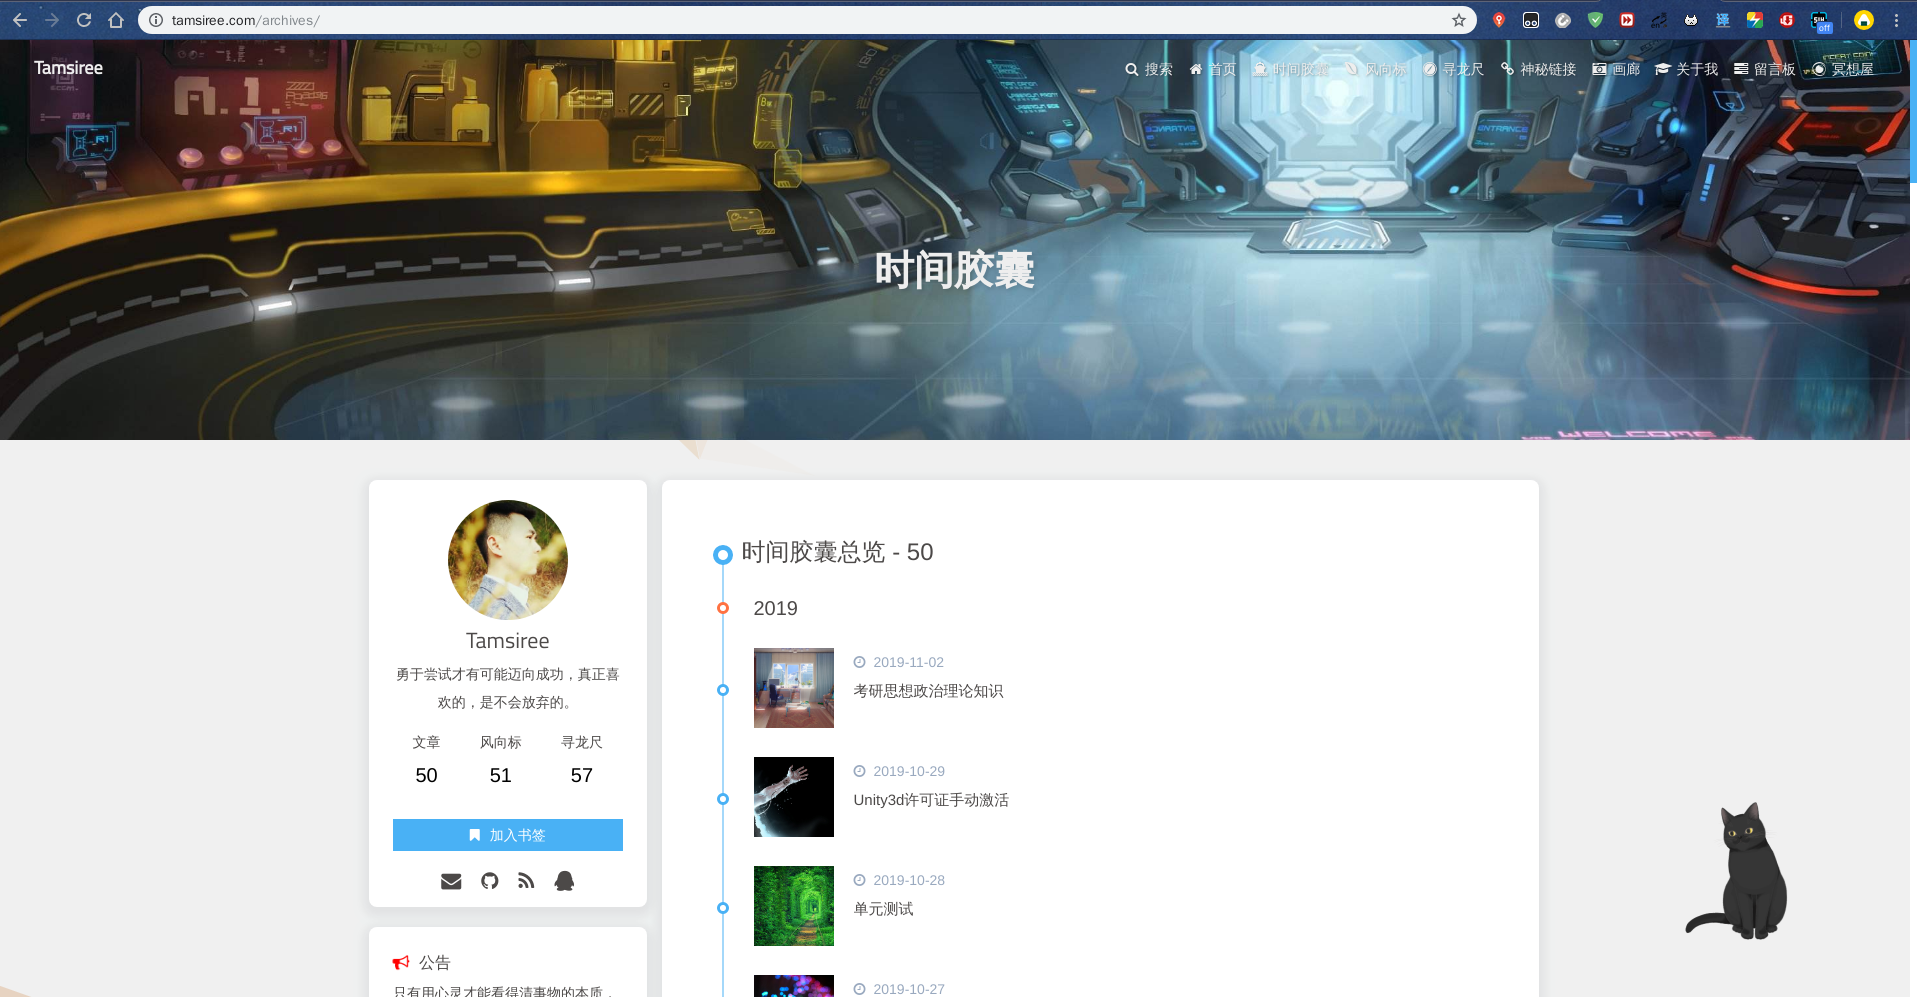 tamsiree.com/archives/
off
Tamsiree
搜索 首页 时间胶囊 风向标 寻龙尺 神秘链接 画廊 关于我 留言板 冥想屋
A1.
R1
R1
BAR
ENTRANCE
时间胶囊
WELCOME
Tamsiree
勇于尝试才有可能迈向成功，真正喜
欢的，是不会放弃的。
文章 风向标 寻龙尺
50 51 57
加入书签
公告
只有用心灵才能看得清事物的本质，
时间胶囊总览 - 50
2019
2019-11-02
考研思想政治理论知识
2019-10-29
Unity3d许可证手动激活
2019-10-28
单元测试
2019-10-27